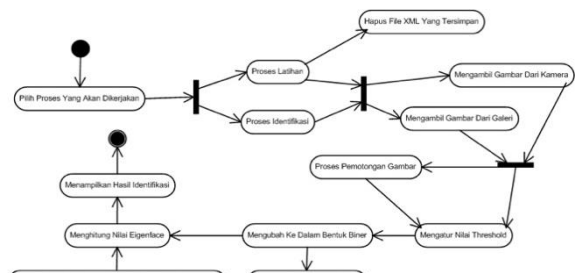 Hapus File XML Yang Tersimpan
Proses Latihan
Mengambil Gambar Dari Kamera
Pilih Proses Yang Akan Dikerjakan
Proses Identifikasi
Mengambil Gambar Dari Galeri
Proses Pemotongan Gambar
Menampilkan Hasil Identifikasi
Menghitung Nilai Eigenface
Mengubah Ke Dalam Bentuk Biner
Mengatur Nilai Threshold